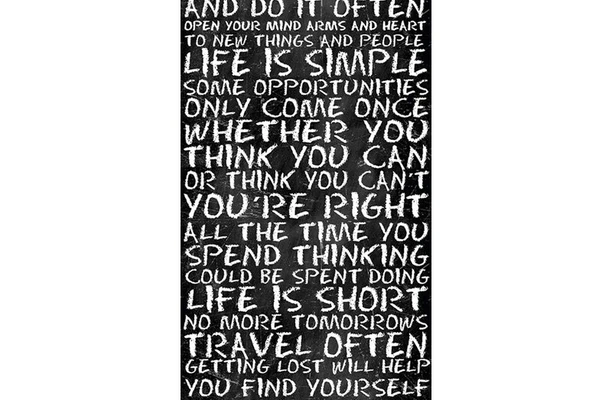 AND DO IT OFTEN
OPEN YOUR MIND ARMS AND HEART
TO NEW THINGS AND PEOPLE
LIFE IS SIMPLE
SOME OPPORTUNITIES
ONLY COME ONCE
WHETHER YOU
THINK YOU CAN
OR THINK YOU CAN'T
YOU'RE RIGHT
ALL THE TIME YOU
SPEND THINKING
COULD BE SPENT DOING
LIFE IS SHORT
NO MORE TOMORROWS
TRAVEL OFTEN
GETTING LOST WILL HELP
YOU FIND YOURSELF